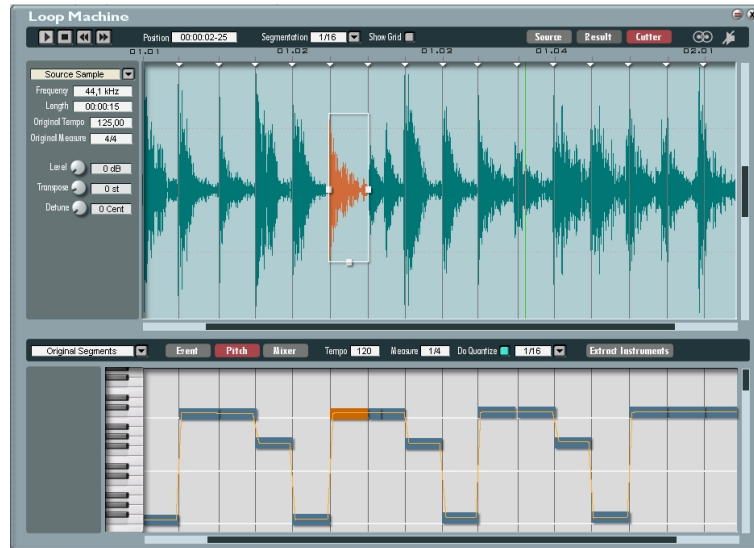 Loop Machine
Position 00:00:02-25 Segmentation 1/16 Show Grid Source Result Cutter
01.01 01.02 01.03 01.04 02.01
Source Sample
Frequency 44,1 kHz
Length 00:00:15
Original Tempo 125,00
Original Measure 4/4
Level 0 dB
Transpose 0 st
Detune 0 Cent
Original Segments Event Pitch Mixer Tempo 120 Measure 1/4 Do Quantize 1/16 Extract Instruments